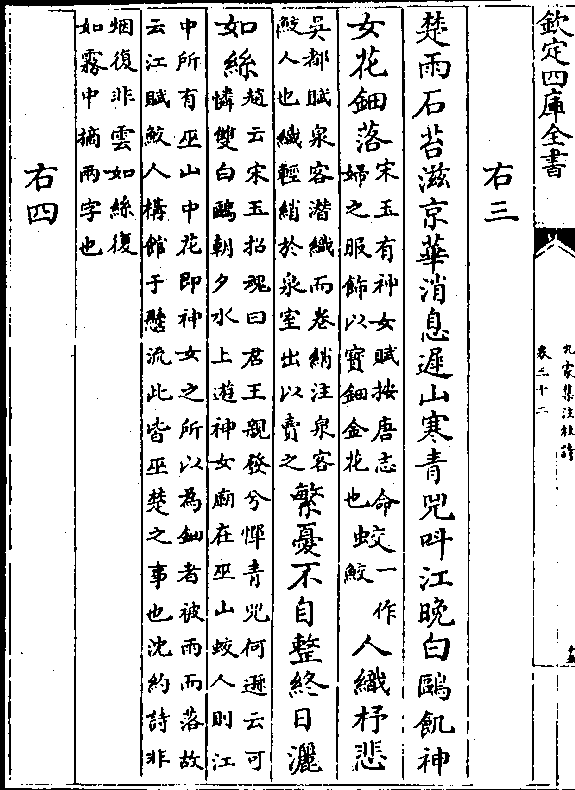 欽定四庫全書
九家集注杜詩
卷三十二
右三
楚雨石苔滋京華消息遲山寒青兕呌江晚白鷗飢神
女花鈿落宋玉有神女賦按唐志命
婦之服飾以寶鈿金花也蛟一作
鮫人織杼悲
吳都賦泉客潛織而卷綃注泉客
鮫人也織輕綃於泉室出以賣之繁憂不自整終日灑
如絲趙云宋玉招魂曰君王親發兮憚青兕何遜云可
憐雙白鷗朝夕水上遊神女廟在巫山蛟人則江
中所有巫山中花即神女之所以為鈿者被雨而落故
云江賦鮫人構館于懸流此皆巫楚之事也沈約詩非
烟復非雲如絲復
如霧中摘兩字也
右四